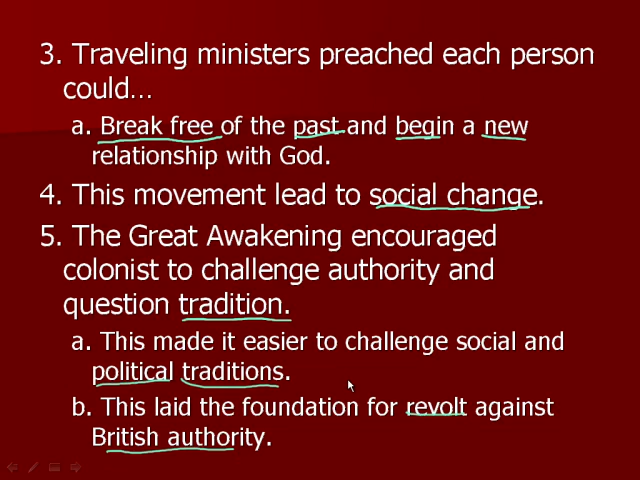 3. Traveling ministers preached each person
could…
a. Break free of the past and begin a new
relationship with God.
4. This movement lead to social change.
5. The Great Awakening encouraged
colonist to challenge authority and
question tradition.
a. This made it easier to challenge social and
political traditions.
b. This laid the foundation for revolt against
British authority.